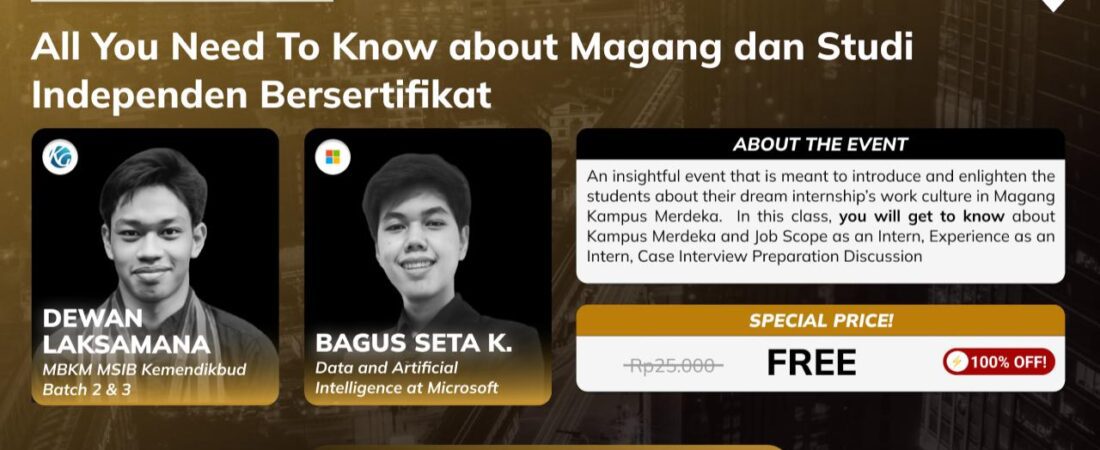 All You Need To Know about Magang dan Studi
Independen Bersertifikat
DEWAN
LAKSAMANA
MBKM MSIB Kemendikbud
Batch 2 & 3
BAGUS SETA K.
Data and Artificial
Intelligence at Microsoft
ABOUT THE EVENT
An insightful event that is meant to introduce and enlighten the
students about their dream internship's work culture in Magang
Kampus Merdeka. In this class, you will get to know about
Kampus Merdeka and Job Scope as an Intern, Experience as an
Intern, Case Interview Preparation Discussion
SPECIAL PRICE!
Rp25.000 FREE 100% OFF!